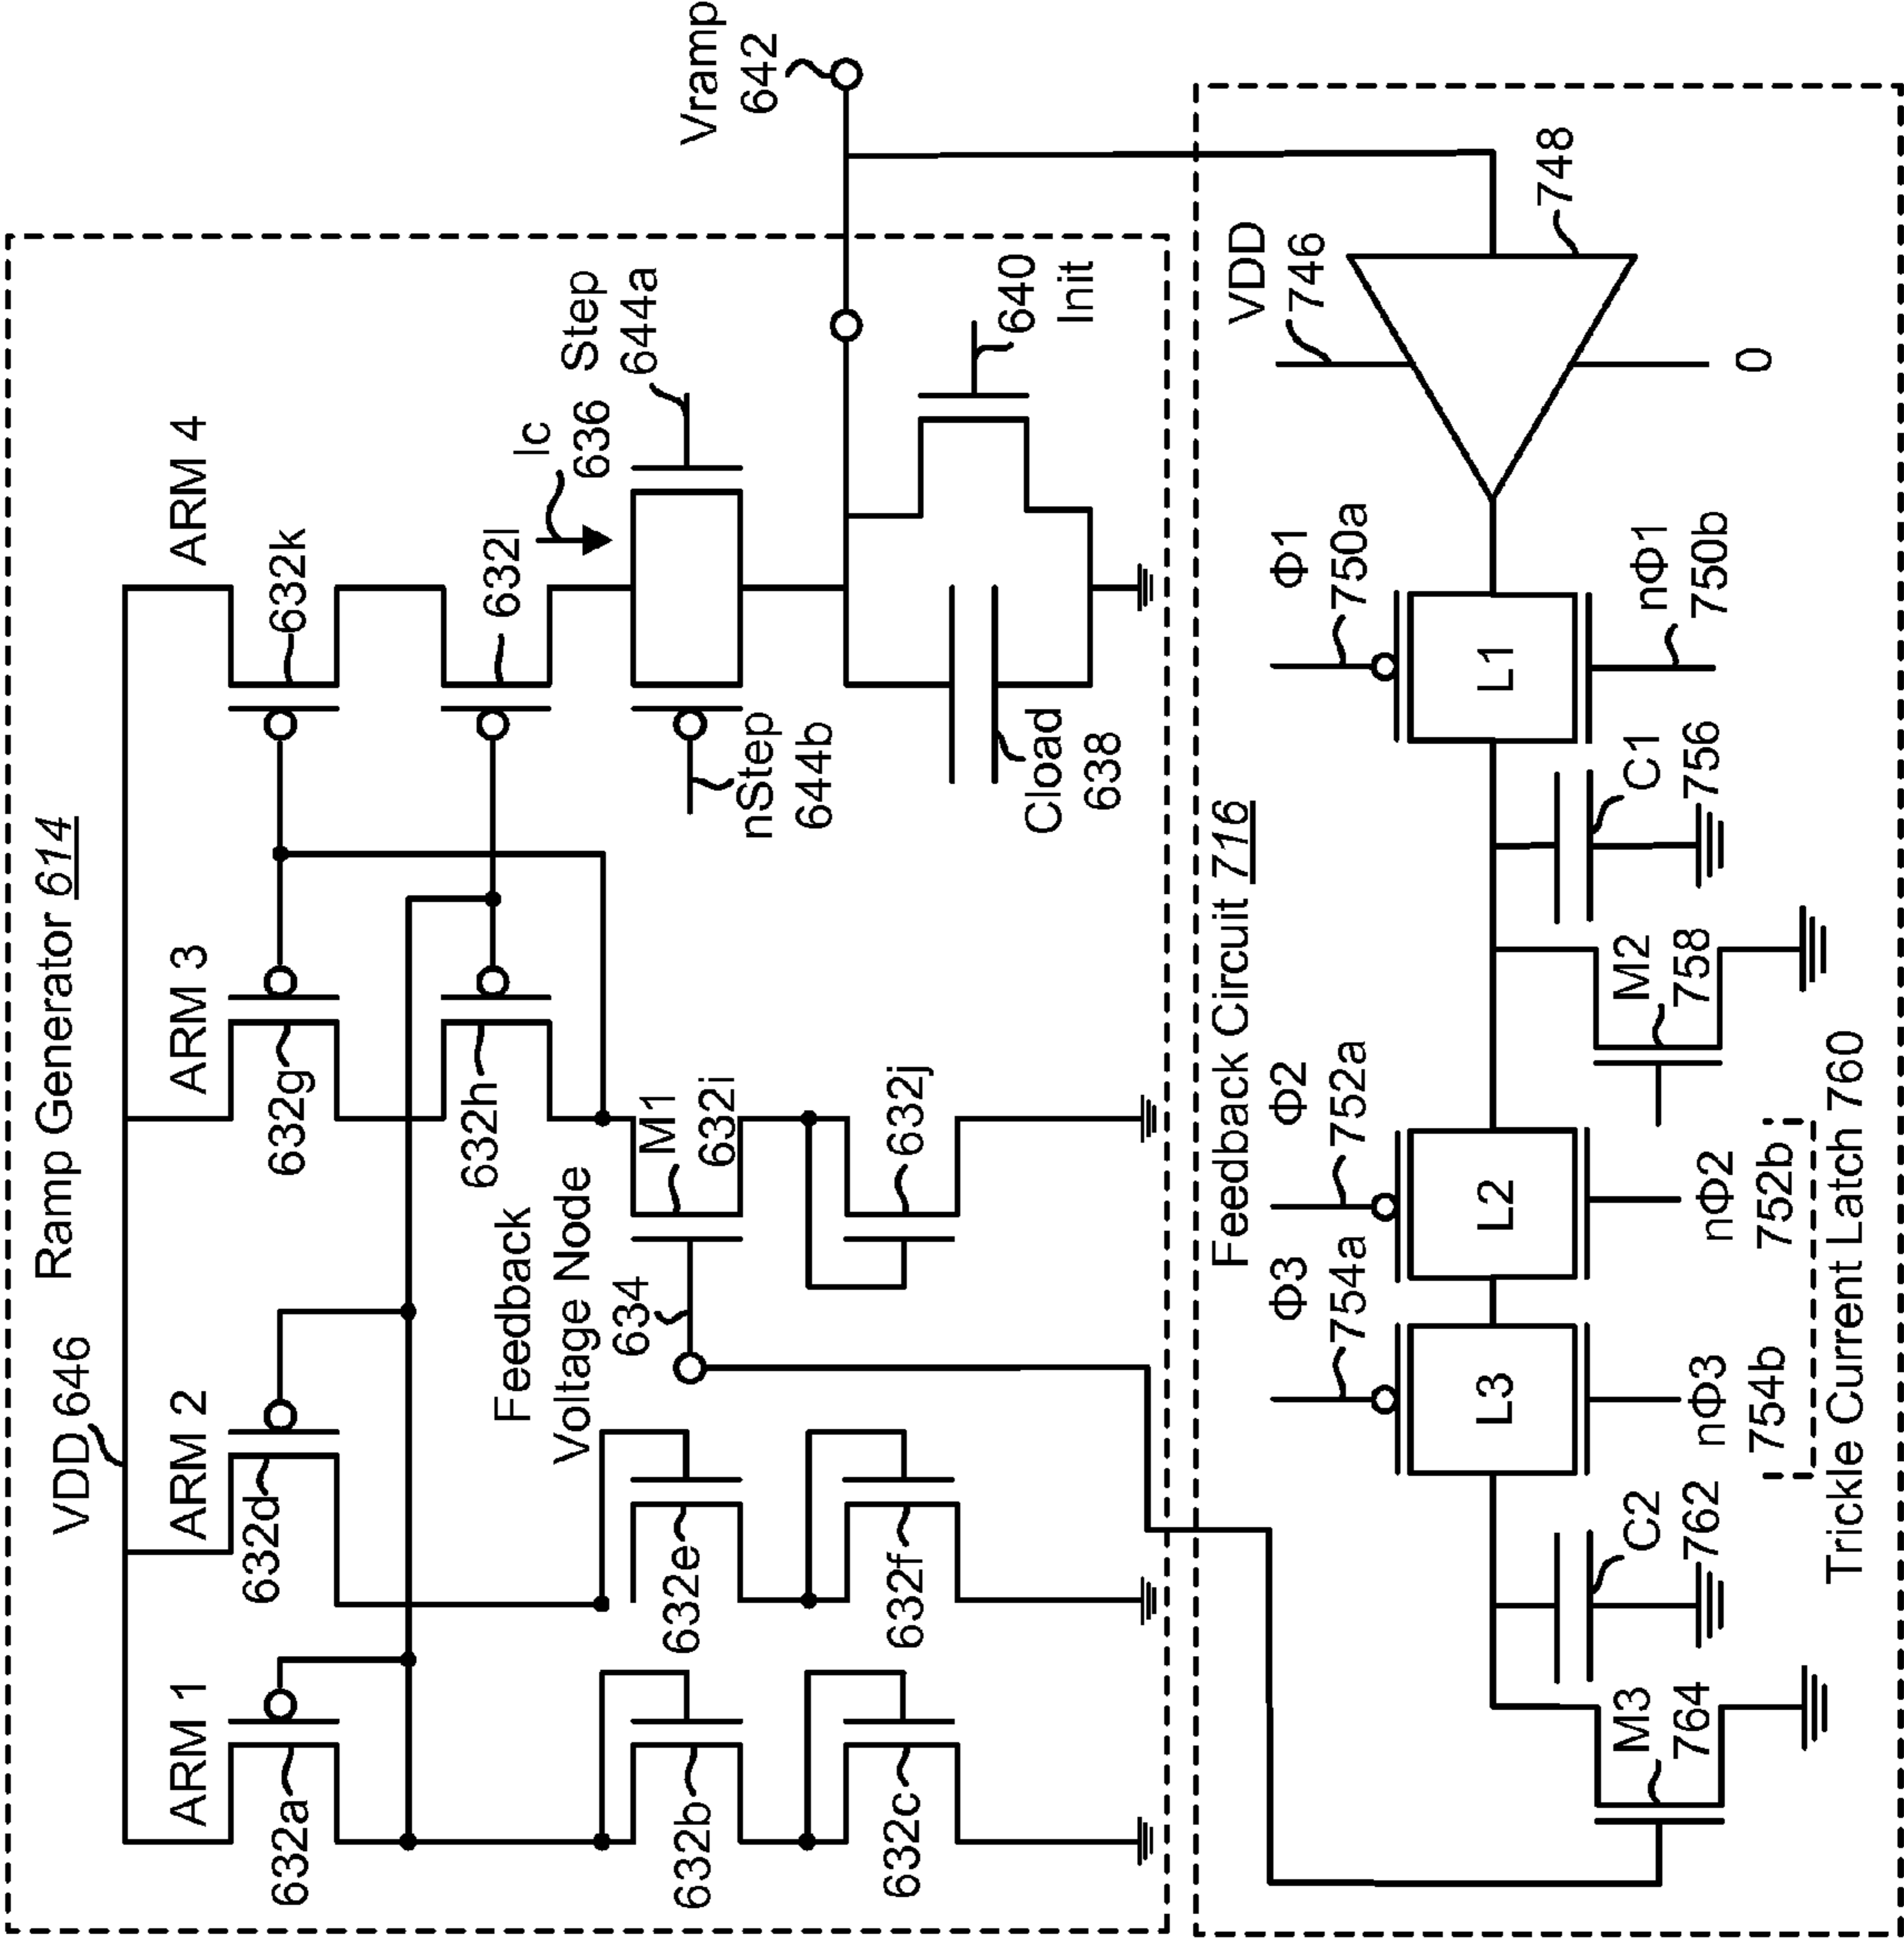 Ramp Generator 614
VDD 646
ARM 1
ARM 2
ARM 3
ARM 4
632a
632d
632g
632k
632h
632l
Ic
636
Step
644a
Feedback
Voltage Node
634
M1
632i
nStep
644b
Vramp
642
632b
632e
632c
632f
632j
Cload
638
640
Init
Feedback Circuit 716
VDD
746
748
0
Φ3
754a
Φ2
752a
Φ1
750a
L3
L2
L1
nΦ1
750b
C2
762
C1
756
M3
764
M2
758
nΦ3
754b
nΦ2
752b
Trickle Current Latch 760